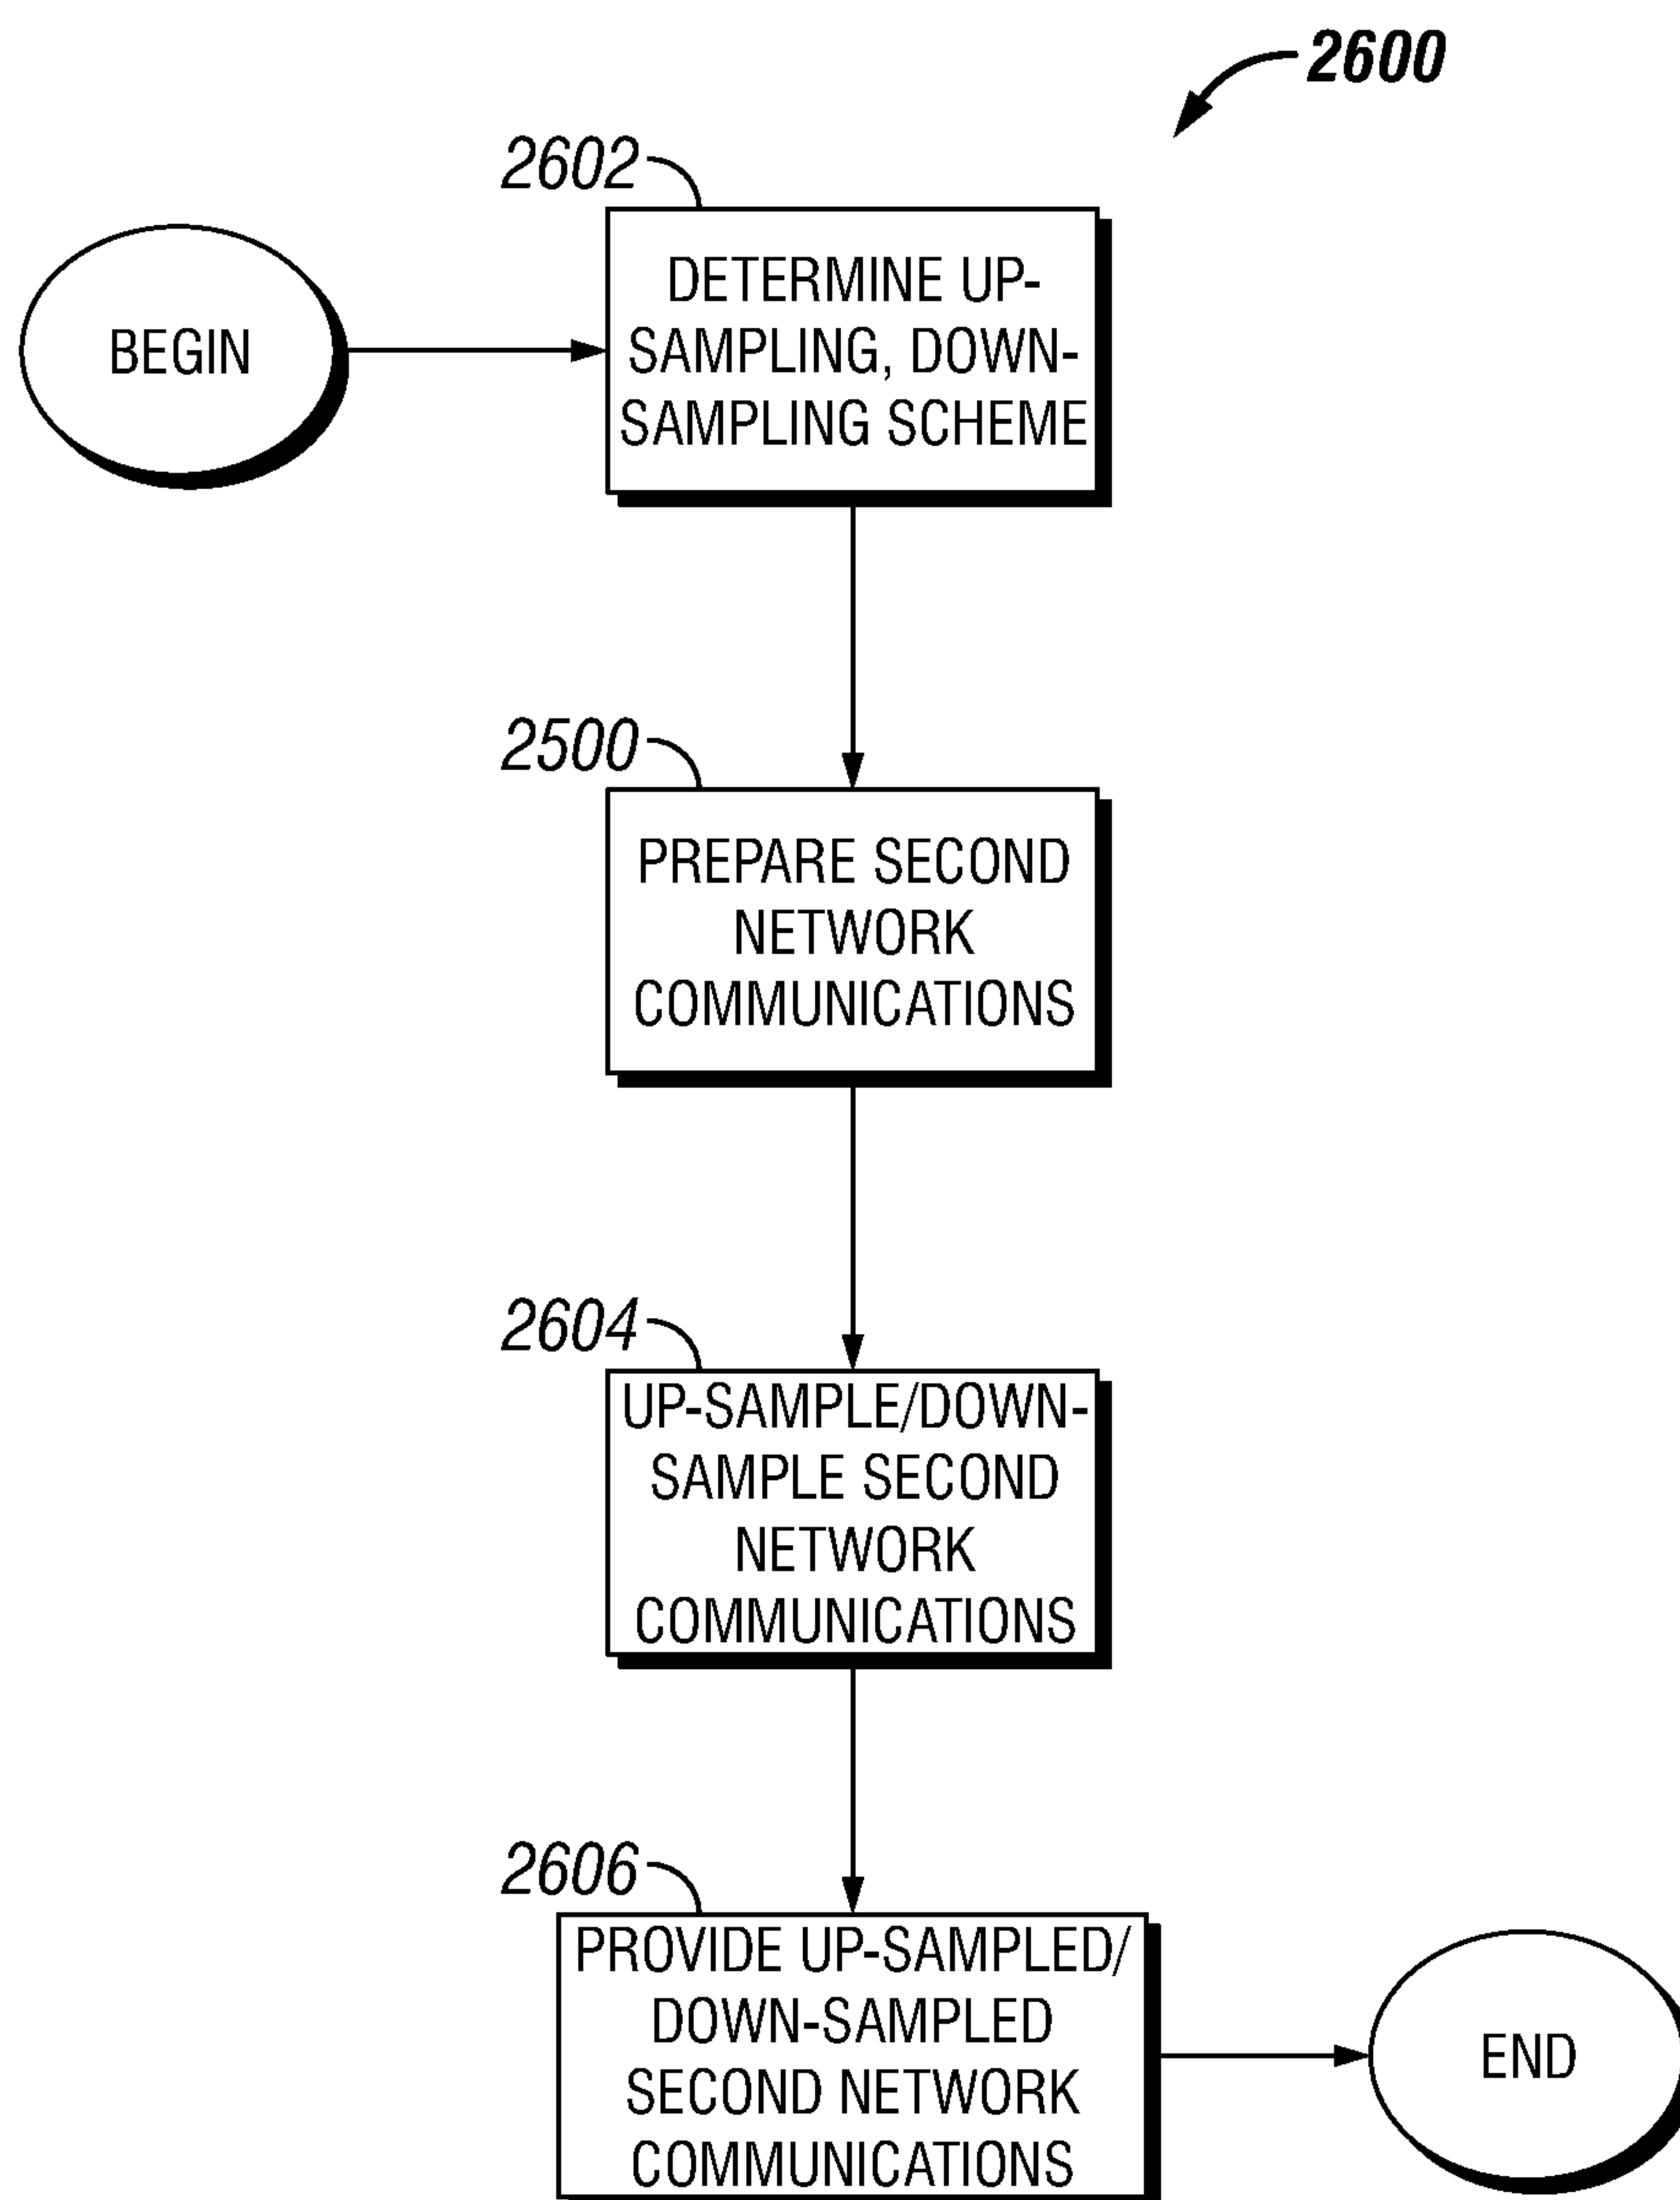 2600
2602
BEGIN
DETERMINE UP-
SAMPLING, DOWN-
SAMPLING SCHEME
2500
PREPARE SECOND
NETWORK
COMMUNICATIONS
2604
UP-SAMPLE/DOWN-
SAMPLE SECOND
NETWORK
COMMUNICATIONS
2606
PROVIDE UP-SAMPLED/
DOWN-SAMPLED
SECOND NETWORK
COMMUNICATIONS
END